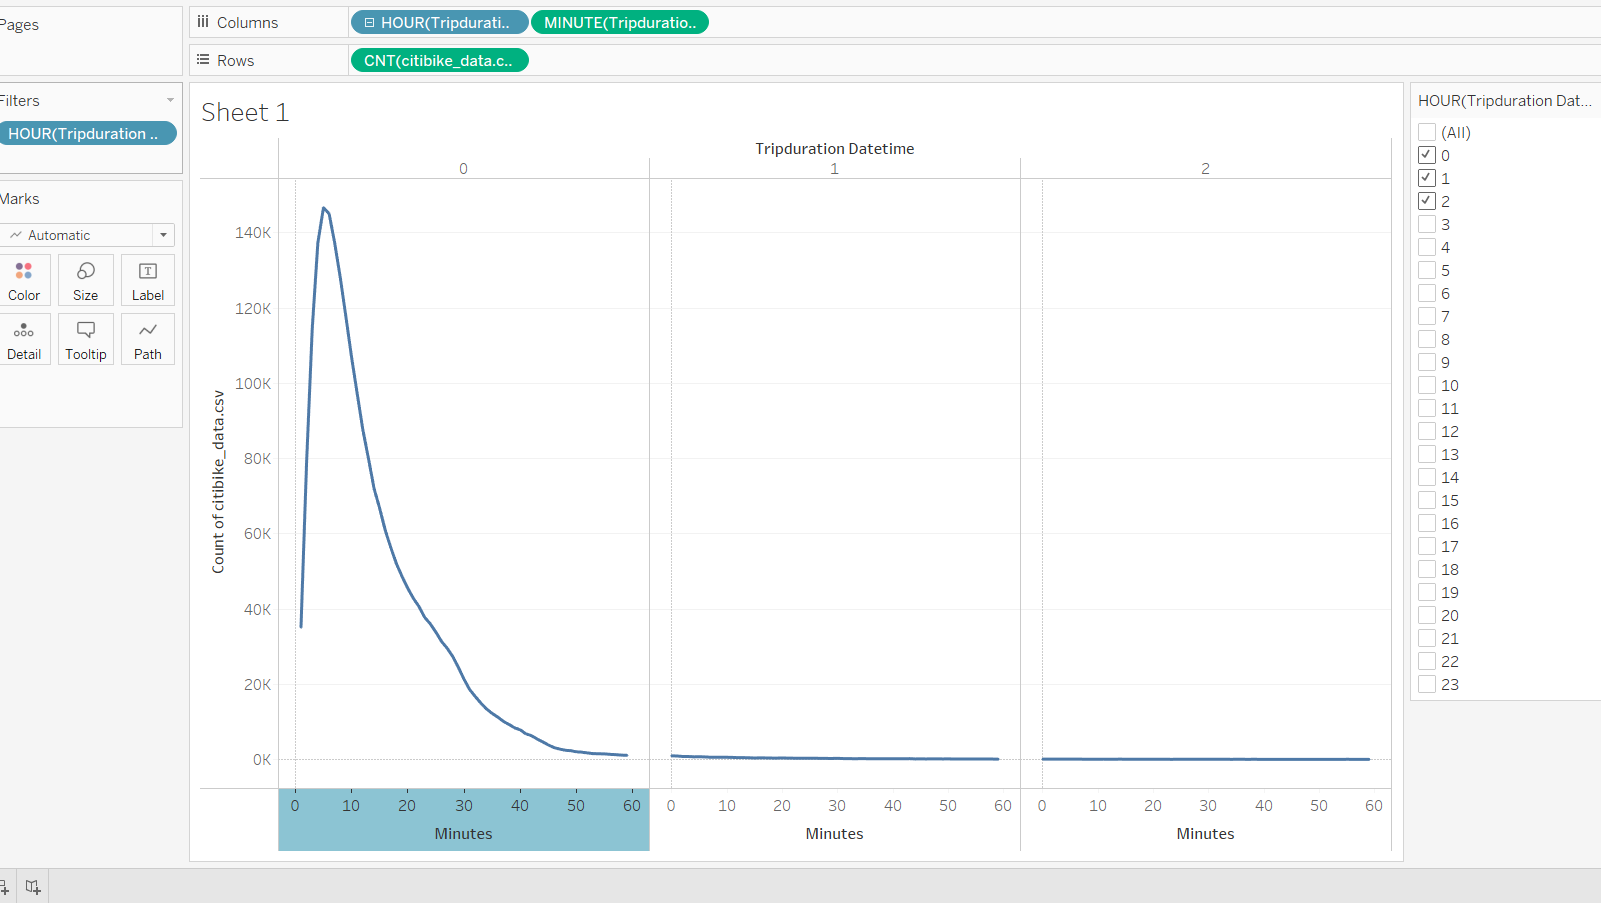 Pages
Columns
HOUR(Tripdurati..
MINUTE(Tripduratio..
Rows
CNT(citibike_data.c..
Filters
HOUR(Tripduration ..
Marks
Automatic
Color
Size
Label
Detail
Tooltip
Path
Sheet 1
Tripduration Datetime
0
1
2
Count of citibike_data.csv
140K
120K
100K
80K
60K
40K
20K
0K
0 10 20 30 40 50 60
0 10 20 30 40 50 60
0 10 20 30 40 50 60
Minutes
Minutes
Minutes
HOUR(Tripduration Dat...
(All)
0
1
2
3
4
5
6
7
8
9
10
11
12
13
14
15
16
17
18
19
20
21
22
23